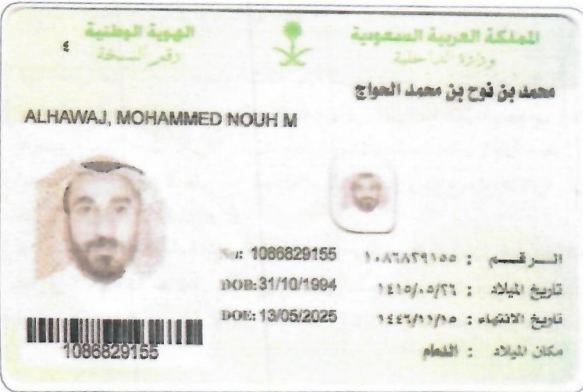 المملكة العربية السعودية
وزارة الداخلية
الهوية الوطنية
رقم النسخة
٤
محمد بن نوح بن محمد الحواج
ALHAWAJ, MOHAMMED NOUH M
الرقم : ١٠٨٦٨٢٩١٥٥
No: 1086829155
تاريخ الميلاد : ١٤١٥/٠٥/٢٦
DOB: 31/10/1994
تاريخ الانتهاء : ١٤٤٦/١١/١٥
DOE: 13/05/2025
مكان الميلاد :
1086829155